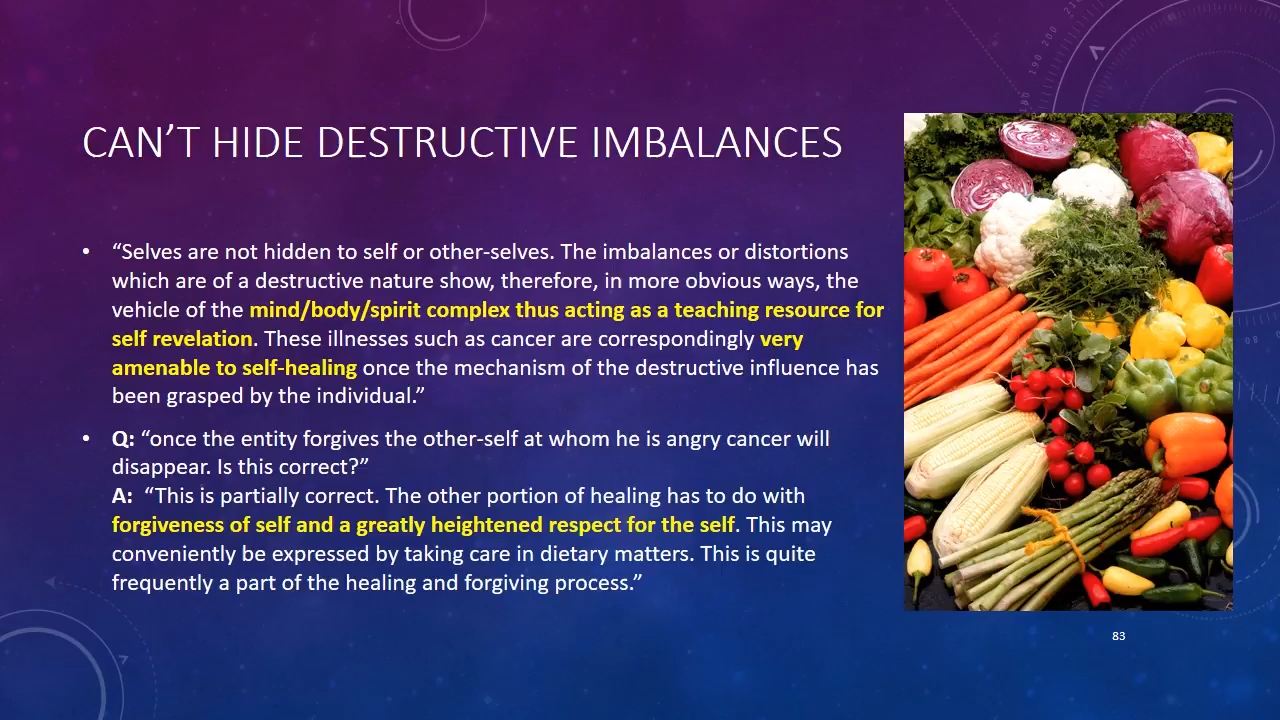 CAN’T HIDE DESTRUCTIVE IMBALANCES
• “Selves are not hidden to self or other-selves. The imbalances or distortions
which are of a destructive nature show, therefore, in more obvious ways, the
vehicle of the mind/body/spirit complex thus acting as a teaching resource for
self revelation. These illnesses such as cancer are correspondingly very
amenable to self-healing once the mechanism of the destructive influence has
been grasped by the individual.”
• Q: “once the entity forgives the other-self at whom he is angry cancer will
disappear. Is this correct?”
A:  “This is partially correct. The other portion of healing has to do with
forgiveness of self and a greatly heightened respect for the self. This may
conveniently be expressed by taking care in dietary matters. This is quite
frequently a part of the healing and forgiving process.”
83
190
200